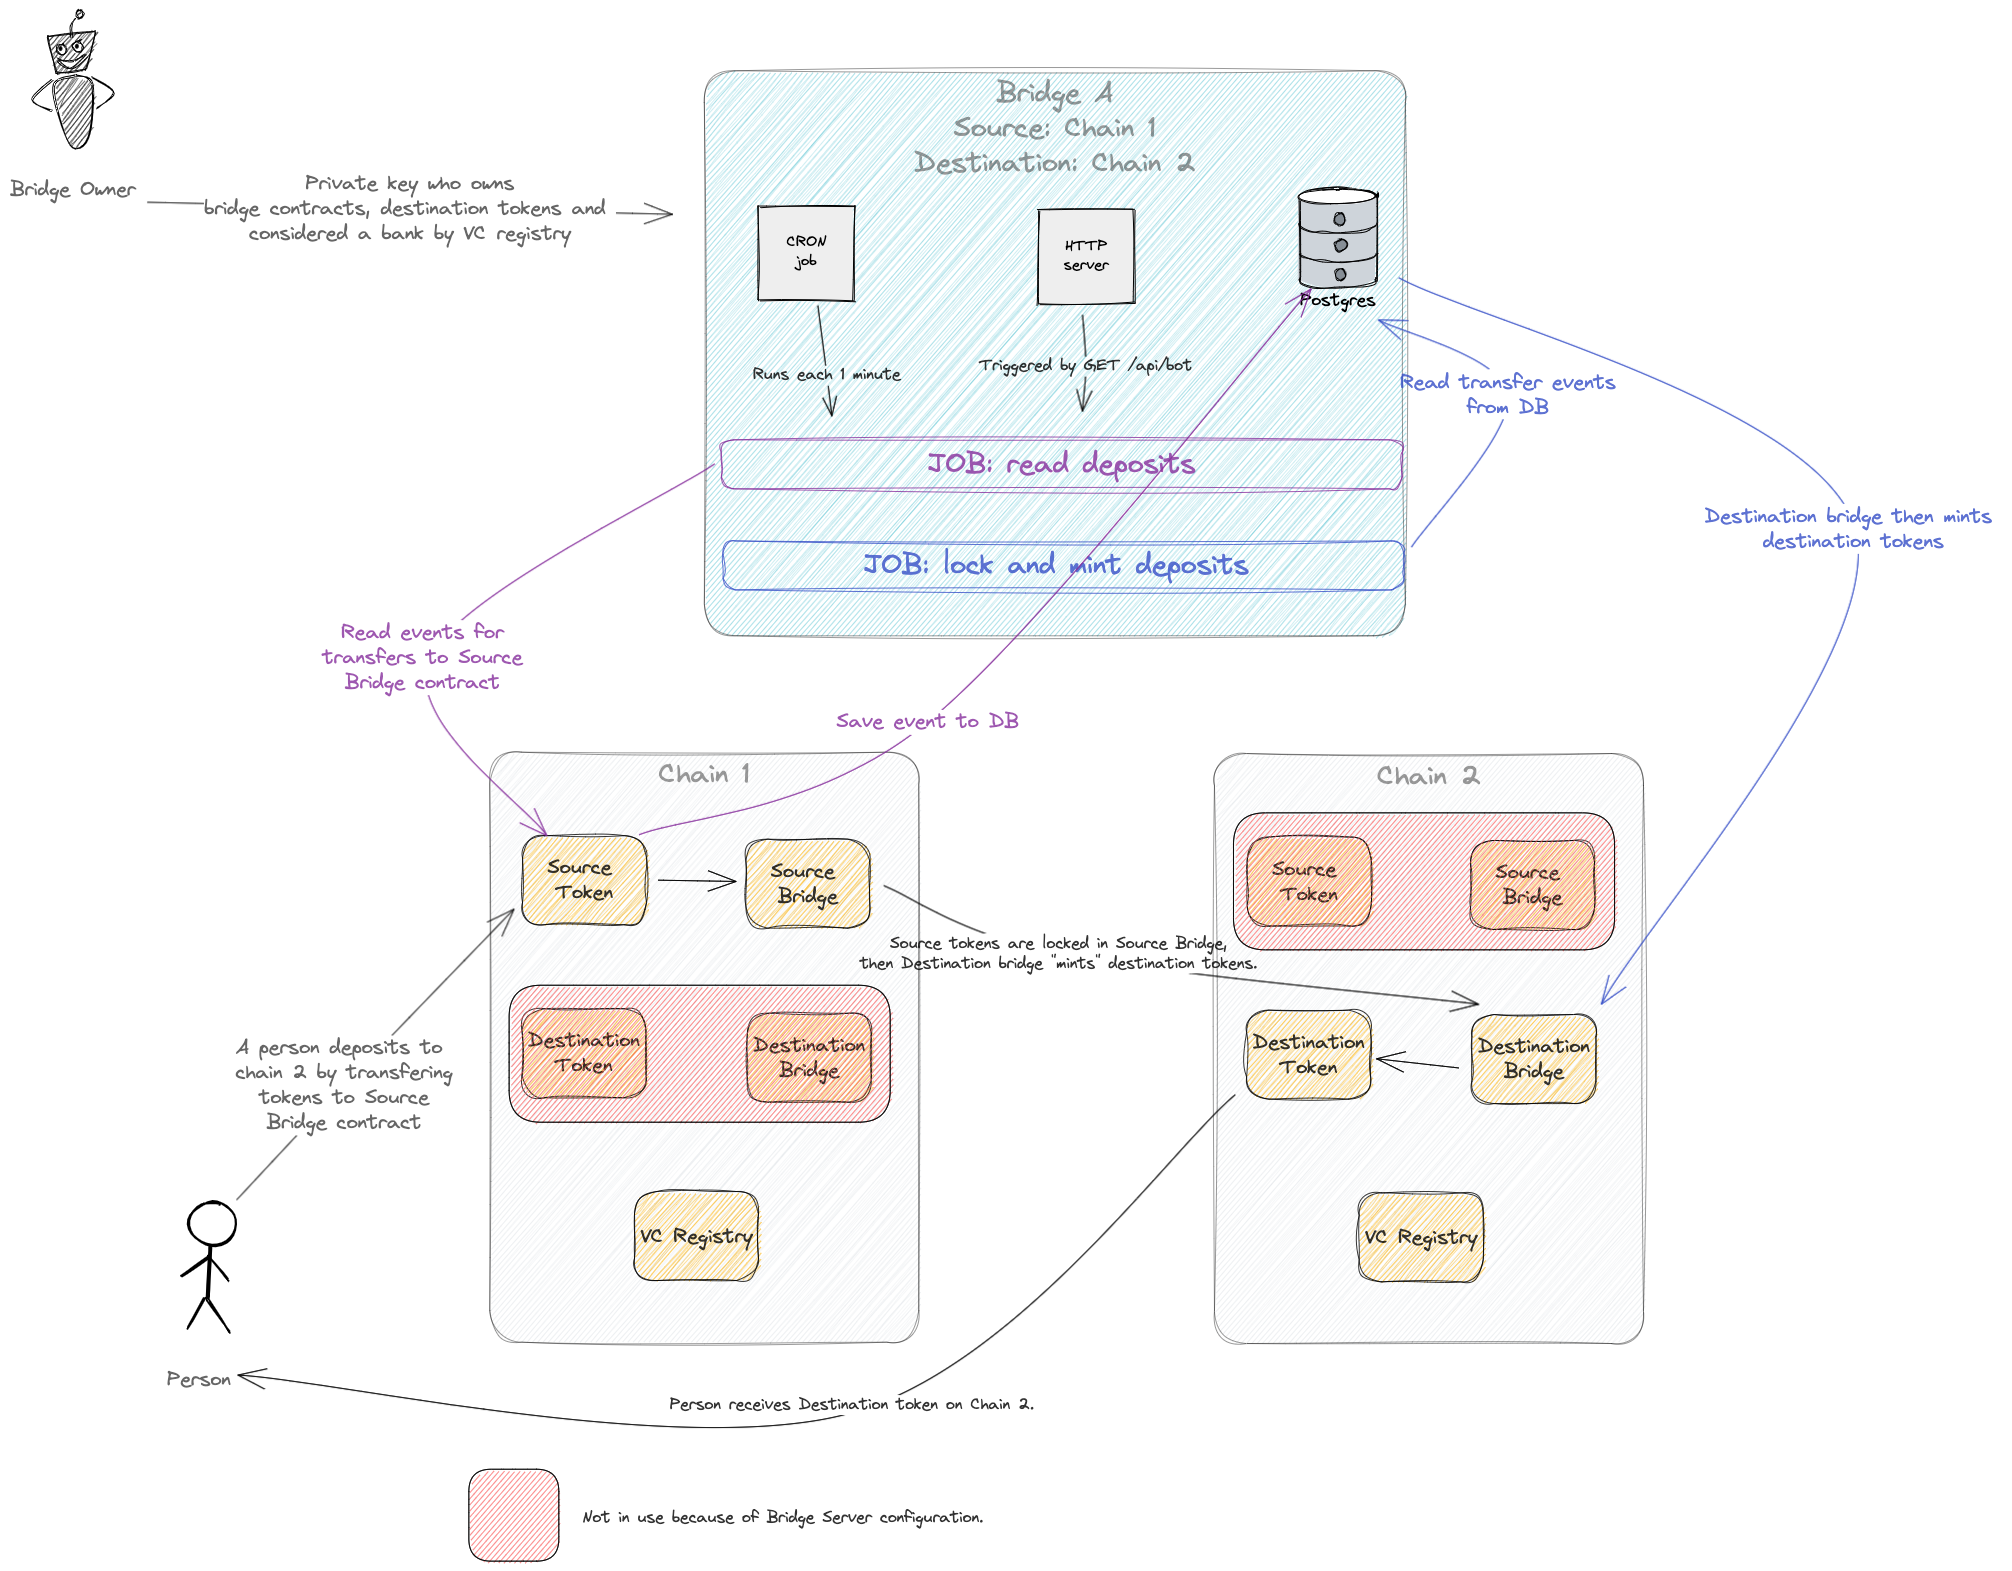 Bridge A
Source: Chain 1
Destination: Chain 2
Bridge Owner
Private key who owns
bridge contracts, destination tokens and
considered a bank by VC registry
CRON
job
HTTP
server
Postgres
Runs each 1 minute
Triggered by GET /api/bot
Read transfer events
from DB
JOB: read deposits
JOB: lock and mint deposits
Destination bridge then mints
destination tokens
Read events for
transfers to Source
Bridge contract
Save event to DB
Chain 1
Source
Token
Source
Bridge
Chain 2
Source
Token
Source
Bridge
Source tokens are locked in Source Bridge,
then Destination bridge "mints" destination tokens.
Destination
Token
Destination
Bridge
Destination
Token
Destination
Bridge
A person deposits to
chain 2 by transfering
tokens to Source
Bridge contract
VC Registry
VC Registry
Person
Person receives Destination token on Chain 2.
Not in use because of Bridge Server configuration.